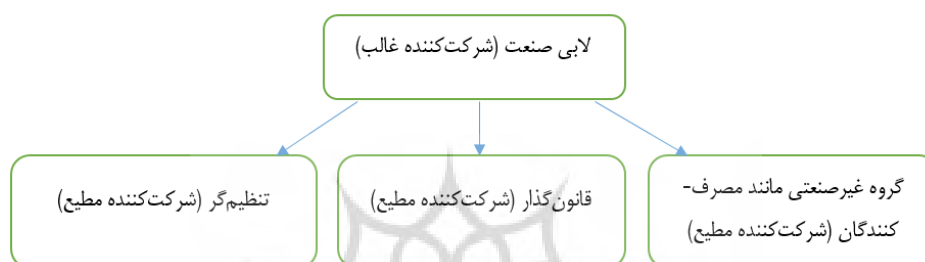 لابی صنعت (شرکت‌کننده غالب)
گروه غیرصنعتی مانند مصرف-
کنندگان (شرکت‌کننده مطیع)
قانون‌گذار (شرکت‌کننده مطیع)
تنظیم‌گر (شرکت‌کننده مطیع)